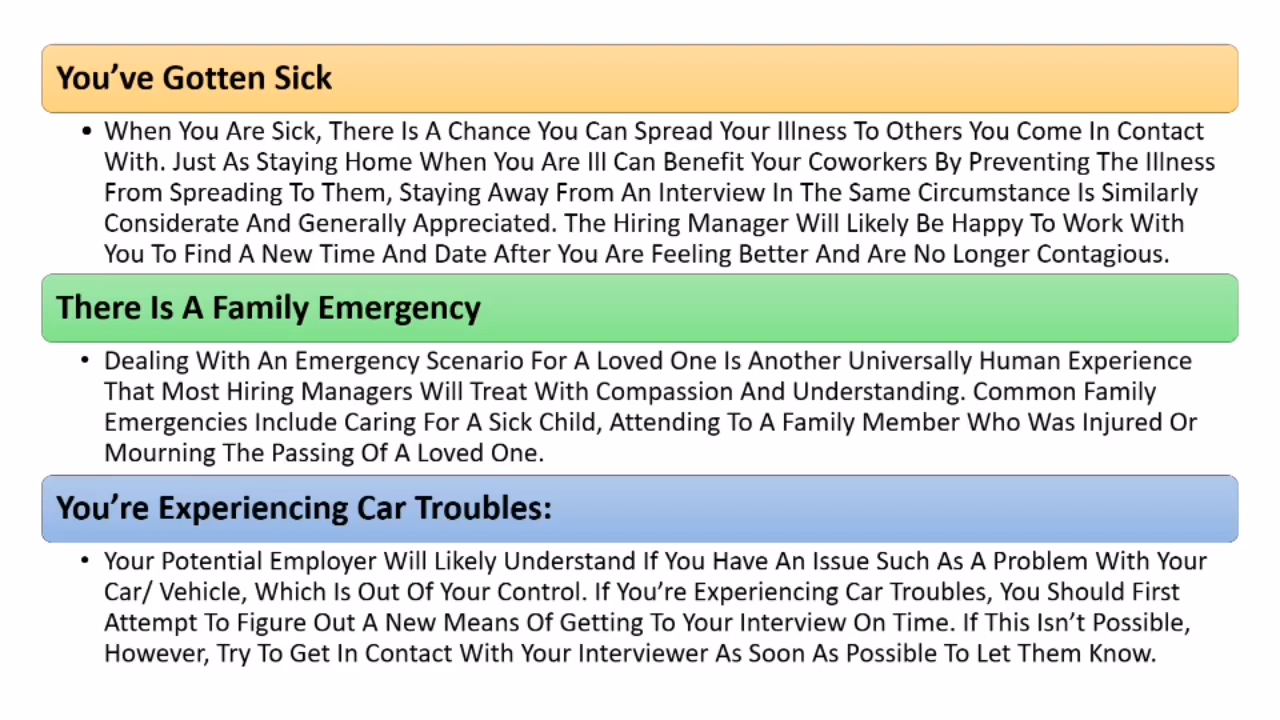 You’ve Gotten Sick
• When You Are Sick, There Is A Chance You Can Spread Your Illness To Others You Come In Contact
With. Just As Staying Home When You Are Ill Can Benefit Your Coworkers By Preventing The Illness
From Spreading To Them, Staying Away From An Interview In The Same Circumstance Is Similarly
Considerate And Generally Appreciated. The Hiring Manager Will Likely Be Happy To Work With
You To Find A New Time And Date After You Are Feeling Better And Are No Longer Contagious.
There Is A Family Emergency
• Dealing With An Emergency Scenario For A Loved One Is Another Universally Human Experience
That Most Hiring Managers Will Treat With Compassion And Understanding. Common Family
Emergencies Include Caring For A Sick Child, Attending To A Family Member Who Was Injured Or
Mourning The Passing Of A Loved One.
You’re Experiencing Car Troubles:
• Your Potential Employer Will Likely Understand If You Have An Issue Such As A Problem With Your
Car/ Vehicle, Which Is Out Of Your Control. If You’re Experiencing Car Troubles, You Should First
Attempt To Figure Out A New Means Of Getting To Your Interview On Time. If This Isn’t Possible,
However, Try To Get In Contact With Your Interviewer As Soon As Possible To Let Them Know.